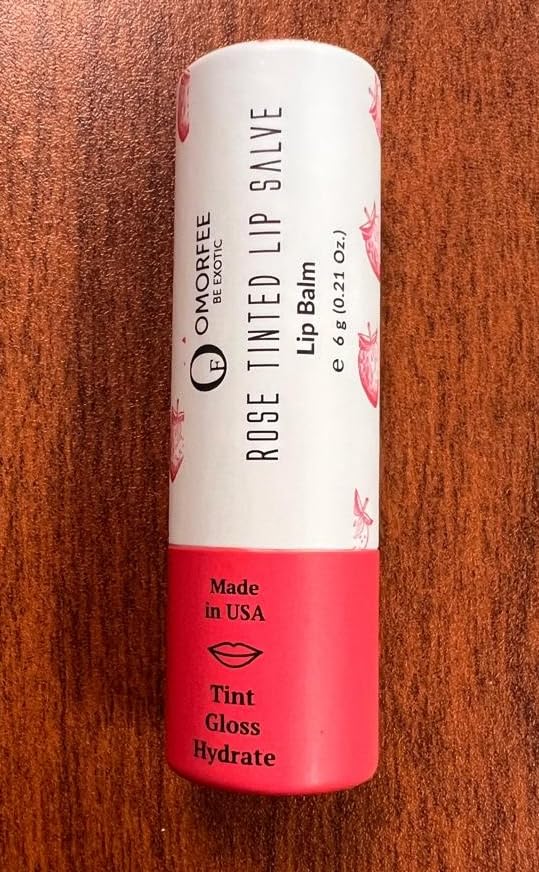 OMORFEE
BE EXOTIC
ROSE TINTED LIP SALVE
Lip Balm
e 6 g (0.21 Oz.)
Made
in USA
Tint
Gloss
Hydrate